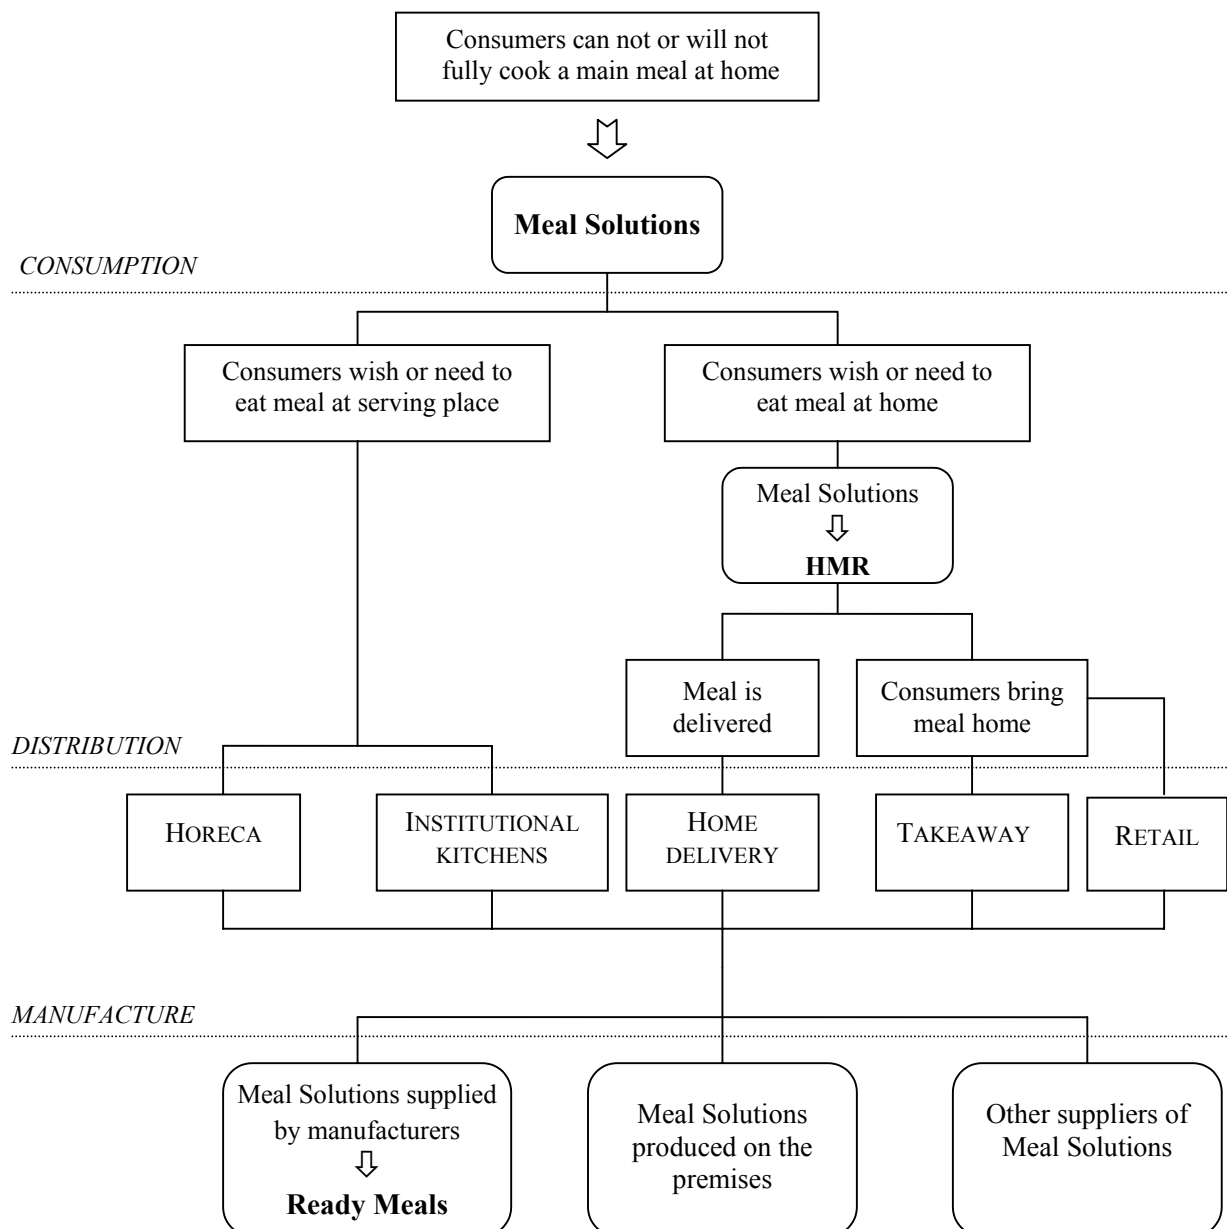 Consumers can not or will not
fully cook a main meal at home
Meal Solutions
CONSUMPTION
Consumers wish or need to
eat meal at serving place
Consumers wish or need to
eat meal at home
Meal Solutions
HMR
Meal is
delivered
Consumers bring
meal home
DISTRIBUTION
HORECA
INSTITUTIONAL
KITCHENS
HOME
DELIVERY
TAKEAWAY
RETAIL
MANUFACTURE
Meal Solutions supplied
by manufacturers
Ready Meals
Meal Solutions
produced on the
premises
Other suppliers of
Meal Solutions